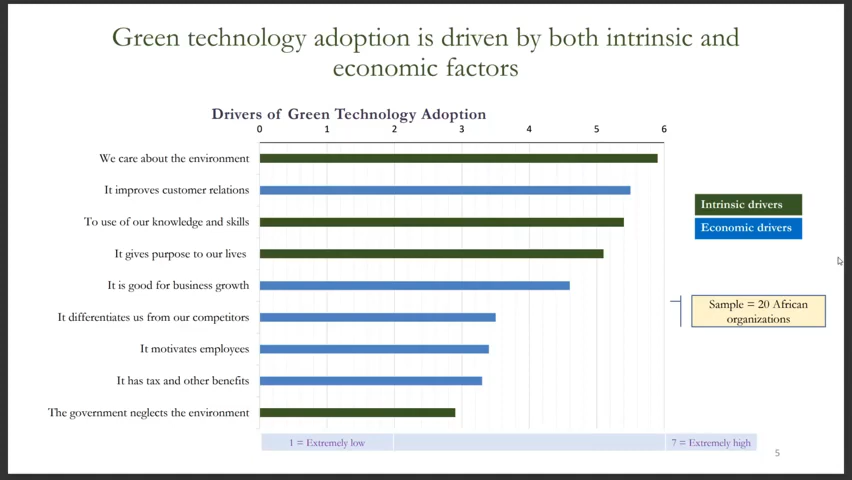 Green technology adoption is driven by both intrinsic and
economic factors
Drivers of Green Technology Adoption
0 1 2 3 4 5 6
We care about the environment
It improves customer relations
To use of our knowledge and skills
It gives purpose to our lives
It is good for business growth
It differentiates us from our competitors
It motivates employees
It has tax and other benefits
The government neglects the environment
Intrinsic drivers
Economic drivers
Sample = 20 African
organizations
1 = Extremely low
7 = Extremely high
5